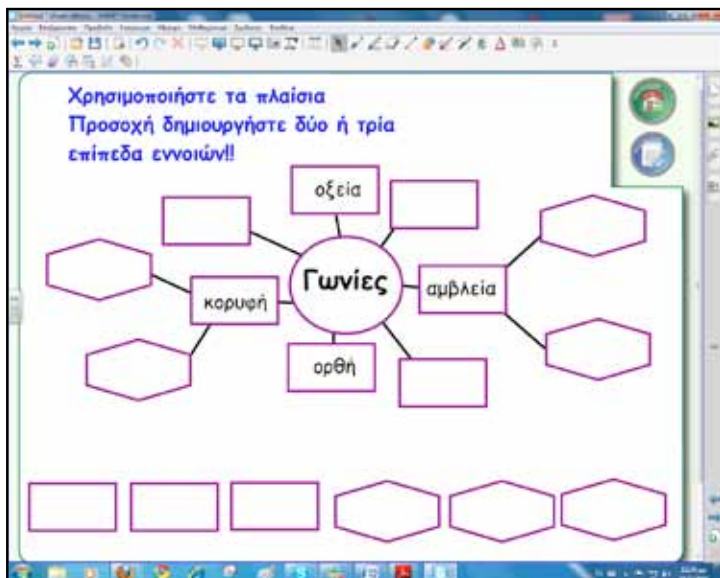 Χρησιμοποιήστε τα πλαίσια
Προσοχή δημιουργήστε δύο ή τρία
επίπεδα εννοιών!!
οξεία
Γωνίες
κορυφή
αμβλεία
ορθή